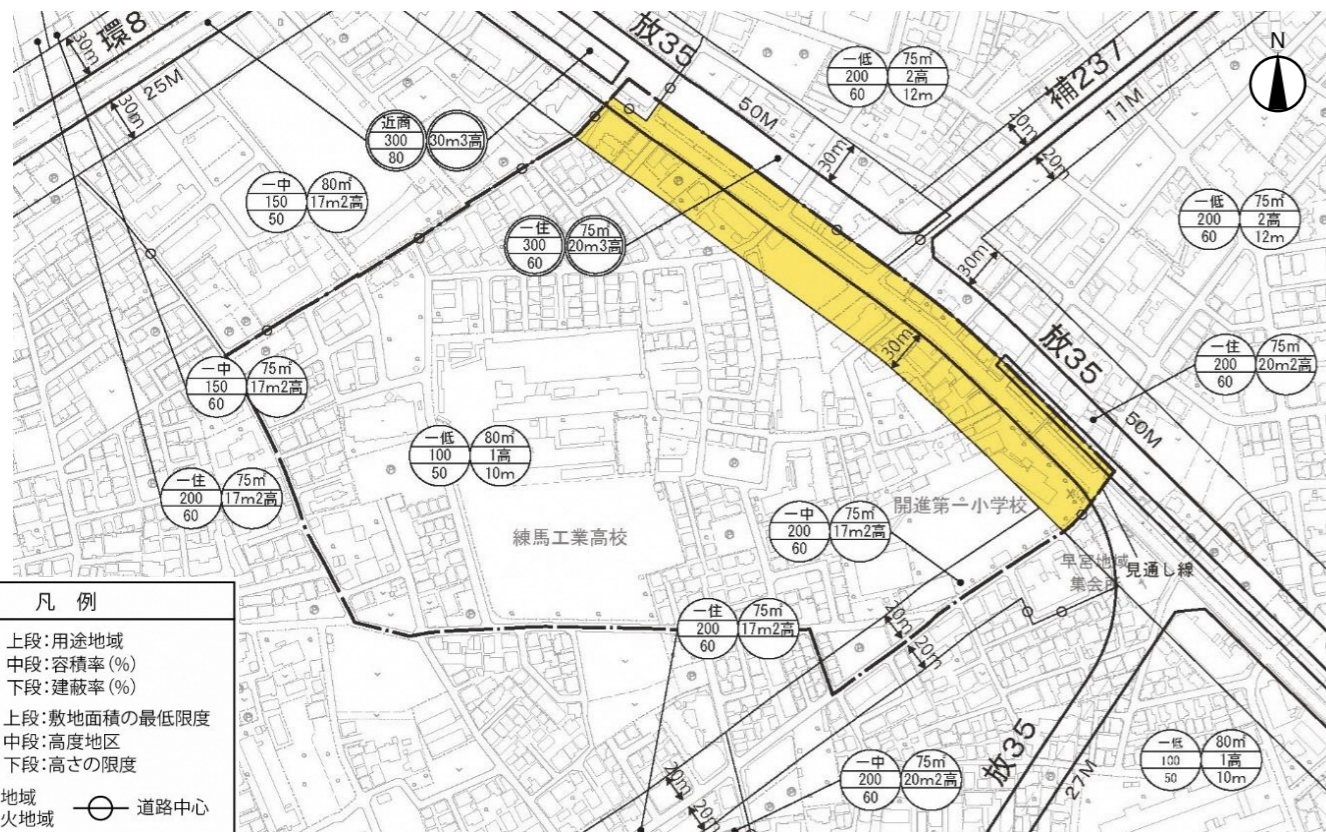 環8
30m
25M
30m
放35
50M
30m
一低
200
60
75㎡
2高
12m
補237
20m
11M
20m
N
近商
300
80
30m3高
一中
150
50
80㎡
17m2高
一住
300
60
75㎡
20m3高
一低
200
60
75㎡
2高
12m
30m
放35
50M
30m
一住
200
60
75㎡
20m2高
一中
150
60
75㎡
17m2高
一低
100
50
80㎡
1高
10m
一住
200
60
75㎡
17m2高
練馬工業高校
一中
200
60
75㎡
17m2高
開進第一小学校
早宮地域
集会所
見通し線
一住
200
60
75㎡
17m2高
20m
20m
放35
27M
一低
100
50
80㎡
1高
10m
一中
200
60
75㎡
20m2高
20m
20m
凡 例
上段:用途地域
中段:容積率(%)
下段:建蔽率(%)
上段:敷地面積の最低限度
中段:高度地区
下段:高さの限度
地域
火地域
道路中心